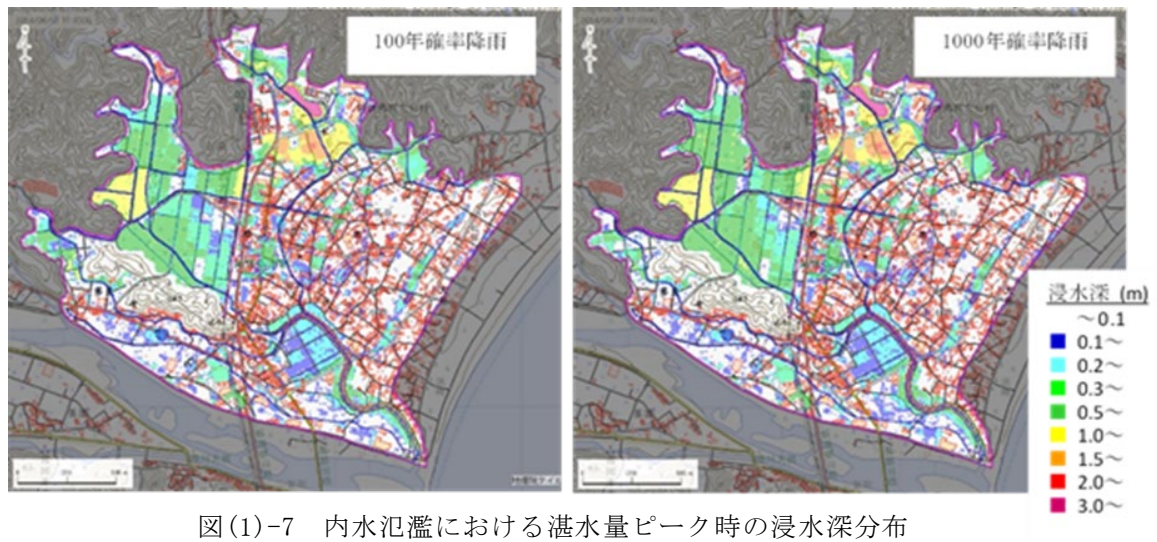 100年確率降雨
1000年確率降雨
浸水深 (m)
～0.1
0.1～
0.2～
0.3～
0.5～
1.0～
1.5～
2.0～
3.0～
図(1)-7 内水氾濫における湛水量ピーク時の浸水深分布